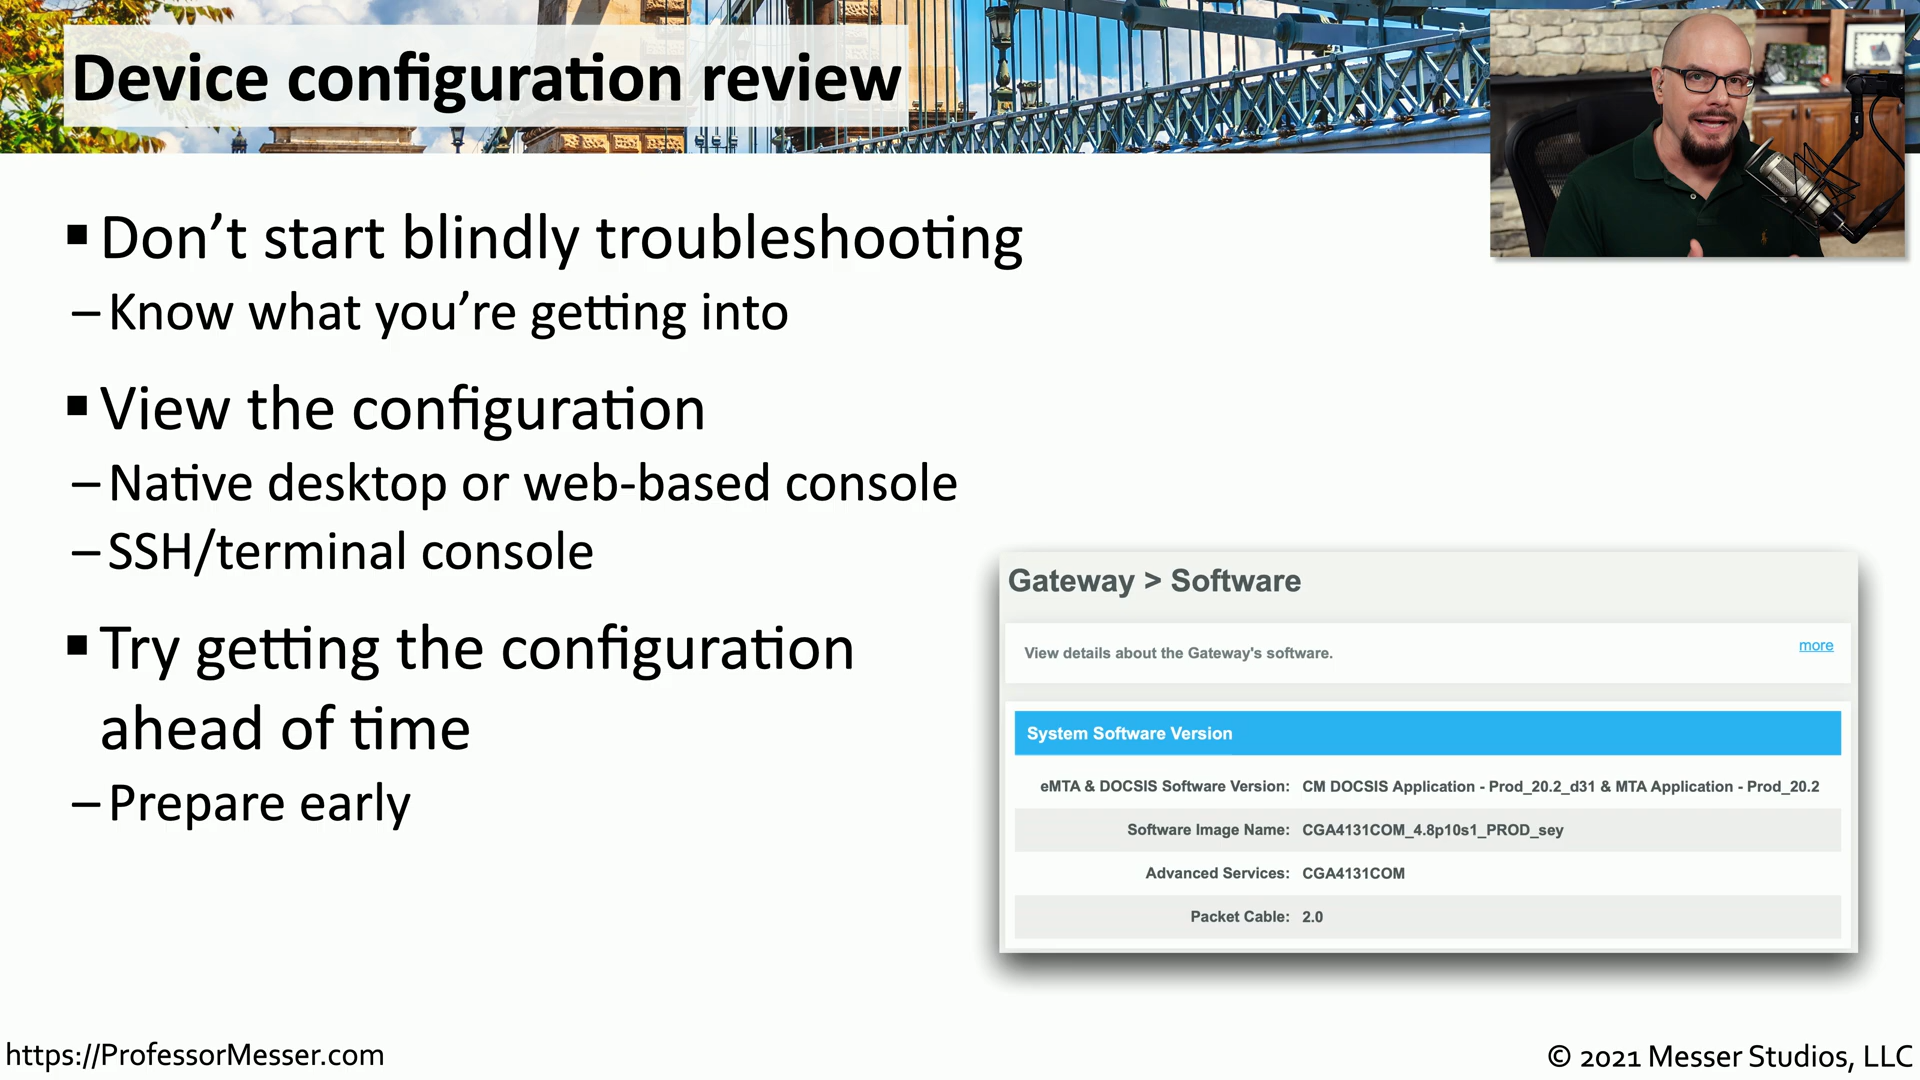 Device configuration review
▪ Don’t start blindly troubleshooting
– Know what you’re getting into
▪ View the configuration
– Native desktop or web-based console
– SSH/terminal console
▪ Try getting the configuration
ahead of time
– Prepare early
Gateway > Software
View details about the Gateway's software.
more
System Software Version
eMTA & DOCSIS Software Version: CM DOCSIS Application - Prod_20.2_d31 & MTA Application - Prod_20.2
Software Image Name: CGA4131COM_4.8p10s1_PROD_sey
Advanced Services: CGA4131COM
Packet Cable: 2.0
https://ProfessorMesser.com
© 2021 Messer Studios, LLC